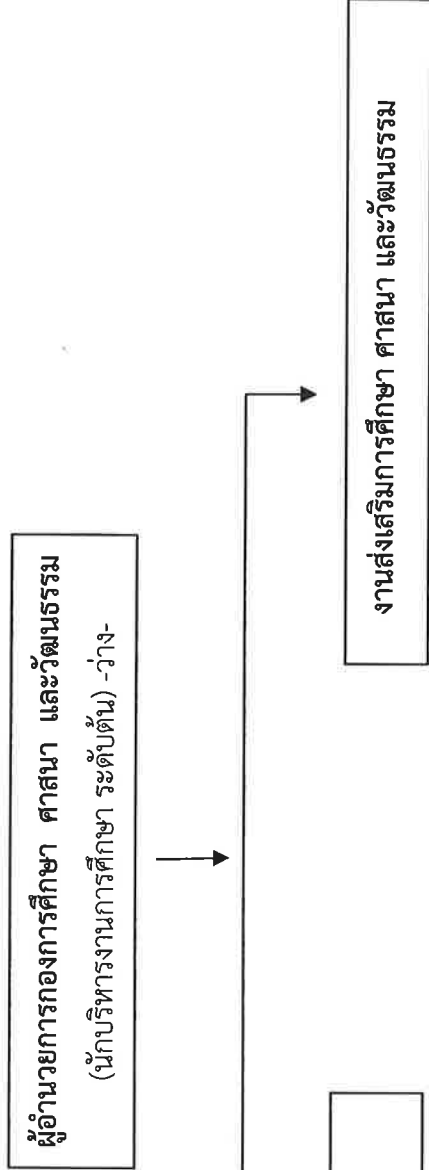 ผู้อำนวยการกองการศึกษา ศาสนา และวัฒนธรรม
(นักบริหารงานการศึกษา ระดับต้น) -ว่าง-
งานส่งเสริมการศึกษา ศาสนา และวัฒนธรรม